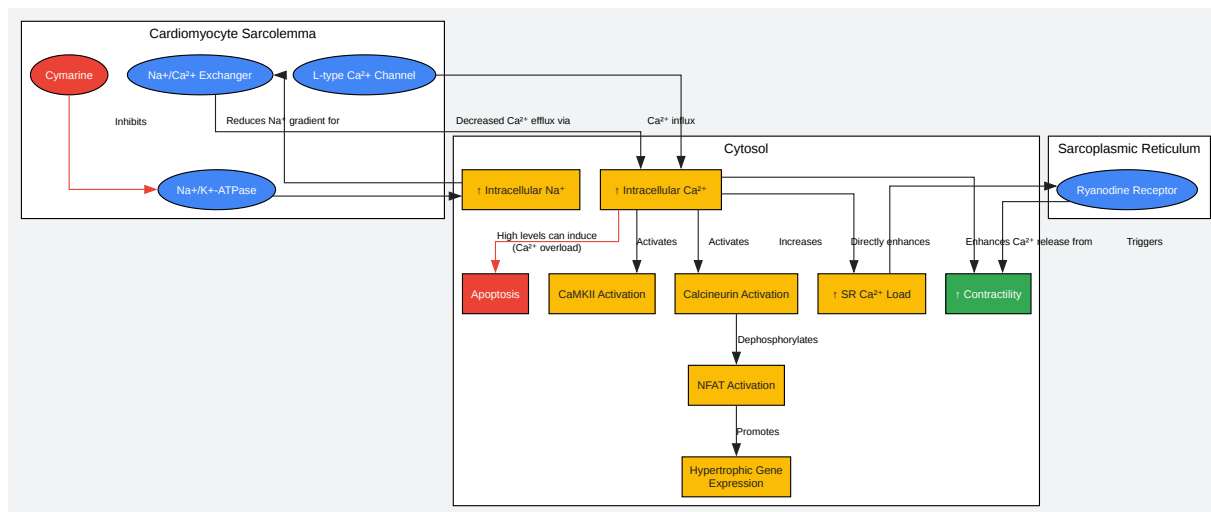 Cardiomyocyte Sarcolemma
Cymarine
Na+/Ca²⁺ Exchanger
L-type Ca²⁺ Channel
Inhibits
Reduces Na⁺ gradient for
Decreased Ca²⁺ efflux via
Ca²⁺ influx
Cytosol
Sarcoplasmic Reticulum
Na+/K+-ATPase
↑ Intracellular Na⁺
↑ Intracellular Ca²⁺
Ryanodine Receptor
High levels can induce
(Ca²⁺ overload)
Activates
Activates
Increases
Directly enhances
Enhances Ca²⁺ release from
Triggers
Apoptosis
CaMKII Activation
Calcineurin Activation
↑ SR Ca²⁺ Load
↑ Contractility
Dephosphorylates
NFAT Activation
Promotes
Hypertrophic Gene
Expression